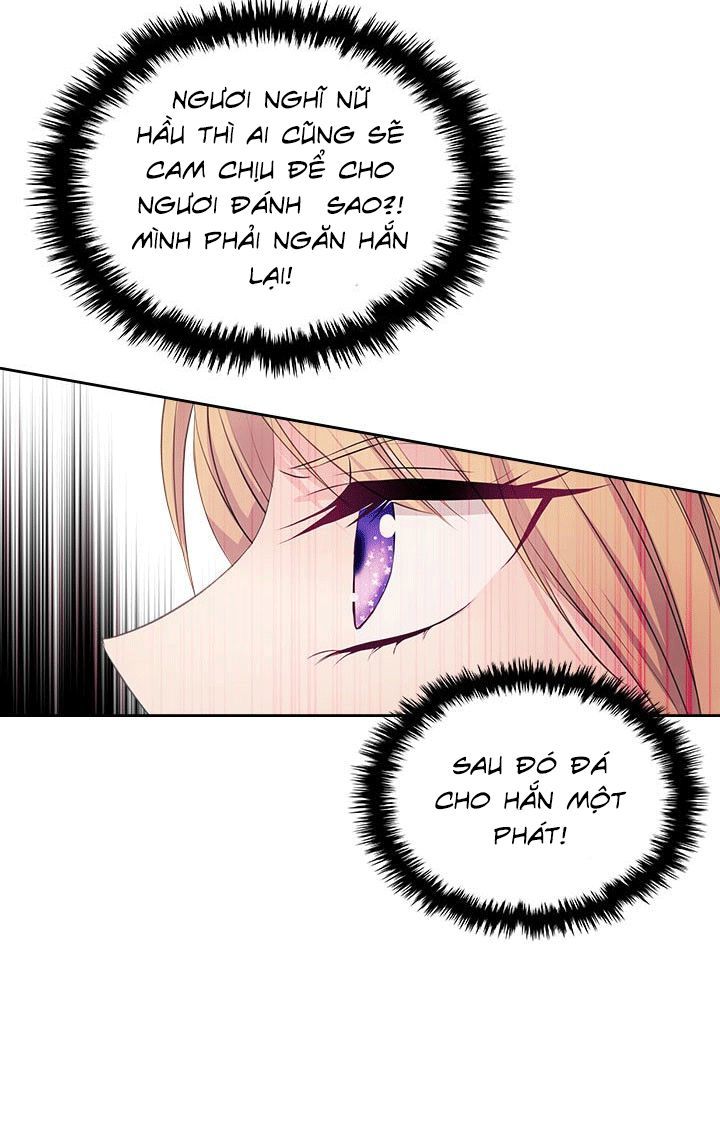 NGƯƠI NGHĨ NỮ
HẦU THÌ AI CŨNG SẼ
CAM CHỊU ĐỂ CHO
NGƯƠI ĐÁNH SAO?!
MÌNH PHẢI NGĂN HẮN
LẠI!
SAU ĐÓ ĐÁ
CHO HẮN MỘT
PHÁT!